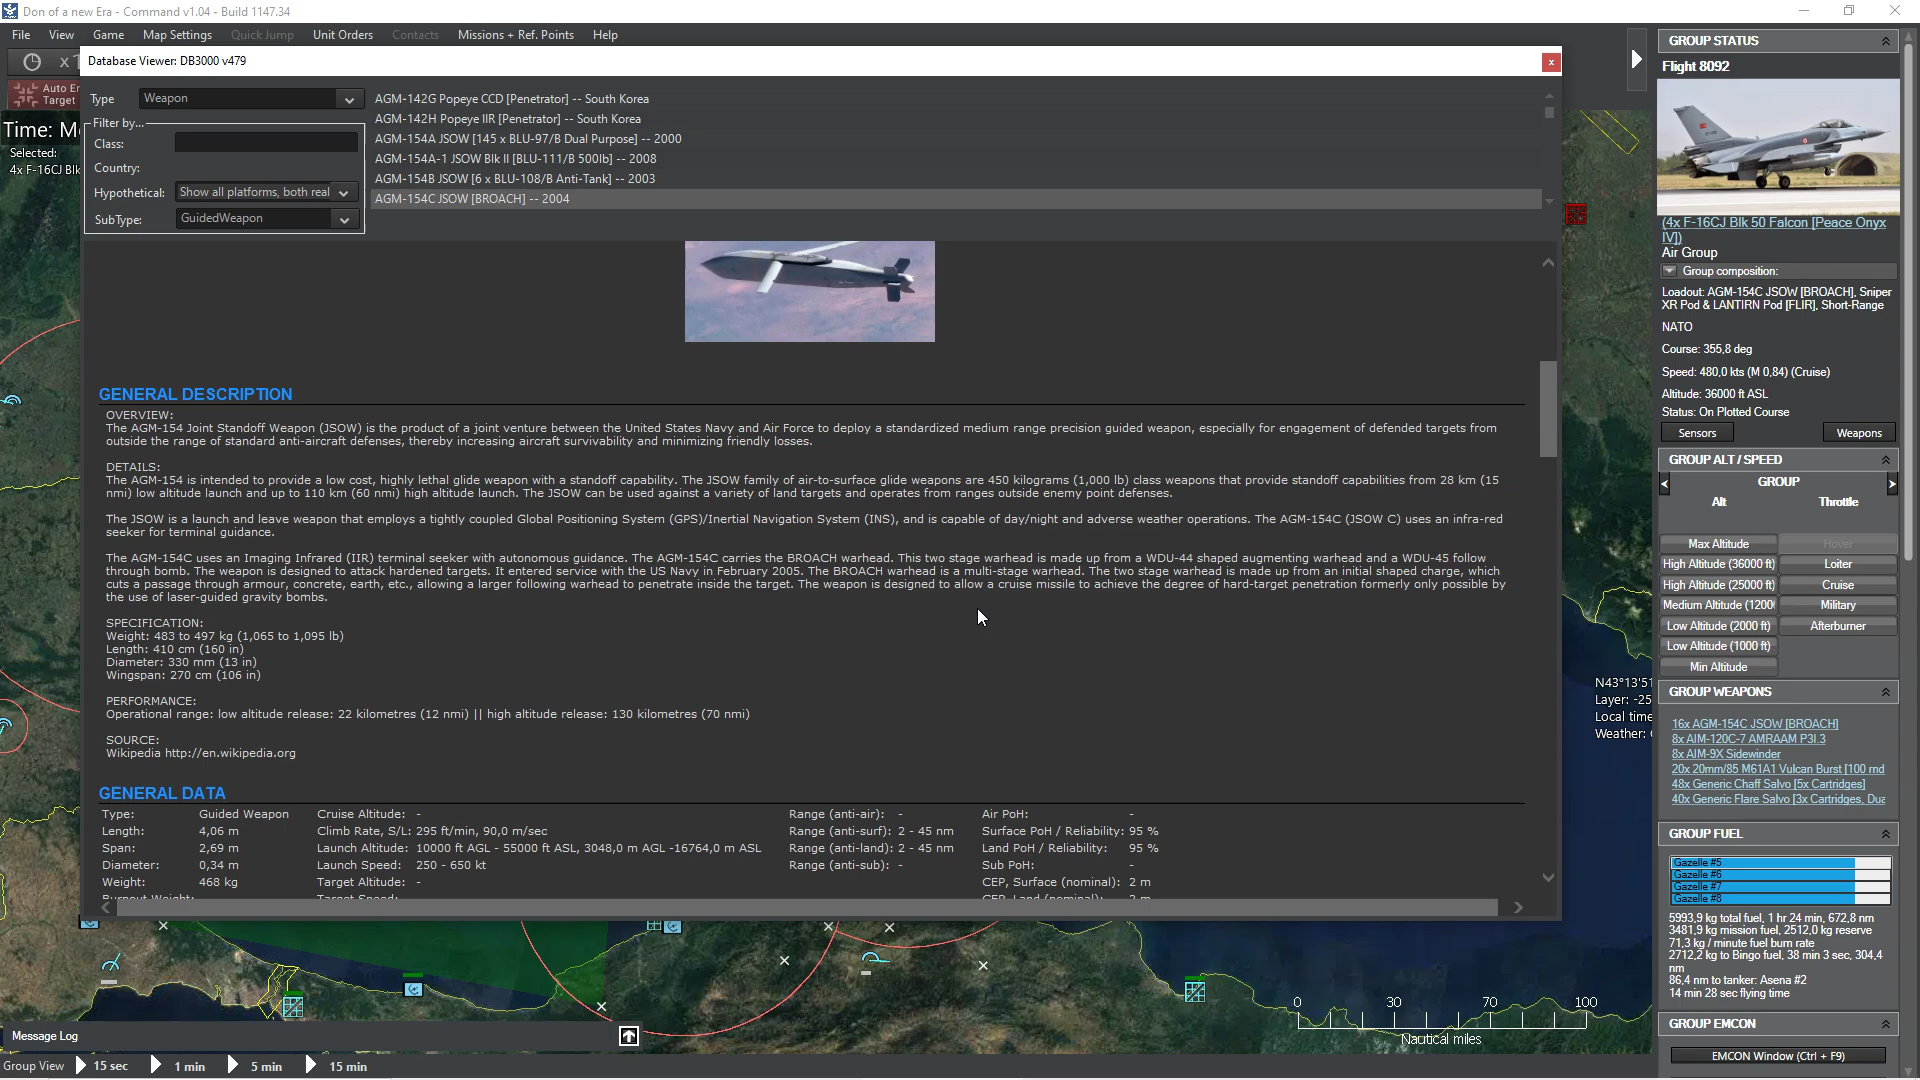 Don of a new Era - Command v1.04 - Build 1147.34
File View Game Map Settings Quick Jump Unit Orders Contacts Missions + Ref. Points Help
Database Viewer: DB3000 v479
Auto En
Target
Time: M
Selected:
4x F-16CJ Blk
Type Weapon
Filter by...
Class:
Country:
Hypothetical: Show all platforms, both real
SubType: GuidedWeapon
AGM-142G Popeye CCD [Penetrator] -- South Korea
AGM-142H Popeye IIR [Penetrator] -- South Korea
AGM-154A JSOW [145 x BLU-97/B Dual Purpose] -- 2000
AGM-154A-1 JSOW Blk II [BLU-111/B 500lb] -- 2008
AGM-154B JSOW [6 x BLU-108/B Anti-Tank] -- 2003
AGM-154C JSOW [BROACH] -- 2004
GENERAL DESCRIPTION
OVERVIEW:
The AGM-154 Joint Standoff Weapon (JSOW) is the product of a joint venture between the United States Navy and Air Force to deploy a standardized medium range precision guided weapon, especially for engagement of defended targets from
outside the range of standard anti-aircraft defenses, thereby increasing aircraft survivability and minimizing friendly losses.
DETAILS:
The AGM-154 is intended to provide a low cost, highly lethal glide weapon with a standoff capability. The JSOW family of air-to-surface glide weapons are 450 kilograms (1,000 lb) class weapons that provide standoff capabilities from 28 km (15
nmi) low altitude launch and up to 110 km (60 nmi) high altitude launch. The JSOW can be used against a variety of land targets and operates from ranges outside enemy point defenses.
The JSOW is a launch and leave weapon that employs a tightly coupled Global Positioning System (GPS)/Inertial Navigation System (INS), and is capable of day/night and adverse weather operations. The AGM-154C (JSOW C) uses an infra-red
seeker for terminal guidance.
The AGM-154C uses an Imaging Infrared (IIR) terminal seeker with autonomous guidance. The AGM-154C carries the BROACH warhead. This two stage warhead is made up from a WDU-44 shaped augmenting warhead and a WDU-45 follow
through bomb. The weapon is designed to attack hardened targets. It entered service with the US Navy in February 2005. The BROACH warhead is a multi-stage warhead. The two stage warhead is made up from an initial shaped charge, which
cuts a passage through armour, concrete, earth, etc., allowing a larger following warhead to penetrate inside the target. The weapon is designed to allow a cruise missile to achieve the degree of hard-target penetration formerly only possible by
the use of laser-guided gravity bombs.
SPECIFICATION:
Weight: 483 to 497 kg (1,065 to 1,095 lb)
Length: 410 cm (160 in)
Diameter: 330 mm (13 in)
Wingspan: 270 cm (106 in)
PERFORMANCE:
Operational range: low altitude release: 22 kilometres (12 nmi) || high altitude release: 130 kilometres (70 nmi)
SOURCE:
Wikipedia http://en.wikipedia.org
GENERAL DATA
Type: Guided Weapon Cruise Altitude: - Range (anti-air): - Air PoH: -
Length: 4,06 m Climb Rate, S/L: 295 ft/min, 90,0 m/sec Range (anti-surf): 2 - 45 nm Surface PoH / Reliability: 95 %
Span: 2,69 m Launch Altitude: 10000 ft AGL - 55000 ft ASL, 3048,0 m AGL -16764,0 m ASL Range (anti-land): 2 - 45 nm Land PoH / Reliability: 95 %
Diameter: 0,34 m Launch Speed: 250 - 650 kt Range (anti-sub): - Sub PoH: -
Weight: 468 kg Target Altitude: - CEP, Surface (nominal): 2 m
Burnout Weight: Target Speed: CEP, Land (nominal): 2 m
N43°13'51
Layer: -25
Local time
Weather:
0 30 70 100
Nautical miles
Message Log
Group View 15 sec 1 min 5 min 15 min
GROUP STATUS
Flight 8092
(4x F-16CJ Blk 50 Falcon [Peace Onyx
IV])
Air Group
Group composition:
Loadout: AGM-154C JSOW [BROACH], Sniper
XR Pod & LANTIRN Pod [FLIR], Short-Range
NATO
Course: 355,8 deg
Speed: 480,0 kts (M 0,84) (Cruise)
Altitude: 36000 ft ASL
Status: On Plotted Course
Sensors Weapons
GROUP ALT / SPEED
GROUP
Alt Throttle
Max Altitude Hover
High Altitude (36000 ft) Loiter
High Altitude (25000 ft) Cruise
Medium Altitude (1200 Military
Low Altitude (2000 ft) Afterburner
Low Altitude (1000 ft)
Min Altitude
GROUP WEAPONS
16x AGM-154C JSOW [BROACH]
8x AIM-120C-7 AMRAAM P3I.3
8x AIM-9X Sidewinder
20x 20mm/85 M61A1 Vulcan Burst [100 rnd
48x Generic Chaff Salvo [5x Cartridges]
40x Generic Flare Salvo [3x Cartridges, Dua
GROUP FUEL
Gazelle #5
Gazelle #6
Gazelle #7
Gazelle #8
5993,9 kg total fuel, 1 hr 24 min, 672,8 nm
3481,9 kg mission fuel, 2512,0 kg reserve
71,3 kg / minute fuel burn rate
2712,2 kg to Bingo fuel, 38 min 3 sec, 304,4
nm
86,4 nm to tanker: Asena #2
14 min 28 sec flying time
GROUP EMCON
EMCON Window (Ctrl + F9)